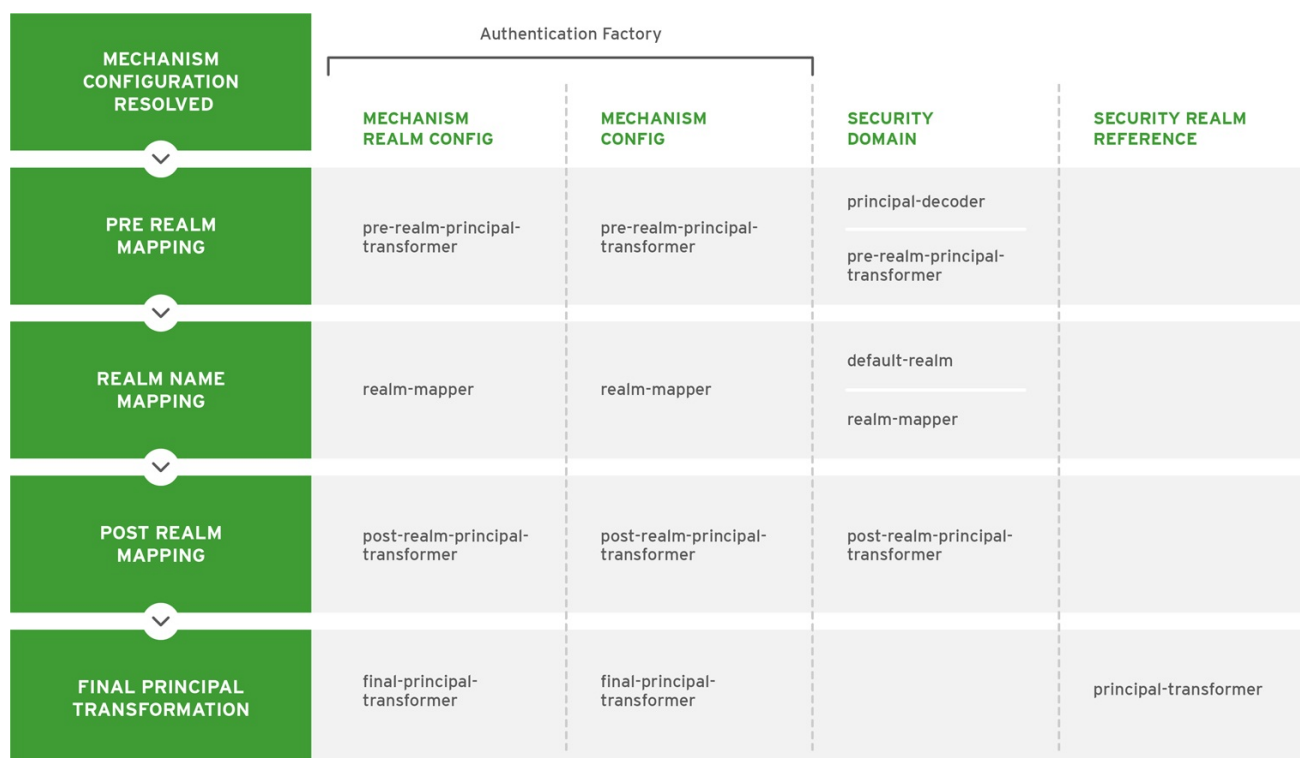 Authentication Factory
MECHANISM
CONFIGURATION
RESOLVED
MECHANISM
REALM CONFIG
MECHANISM
CONFIG
SECURITY
DOMAIN
SECURITY REALM
REFERENCE
PRE REALM
MAPPING
pre-realm-principal-
transformer
pre-realm-principal-
transformer
principal-decoder
pre-realm-principal-
transformer
REALM NAME
MAPPING
realm-mapper
realm-mapper
default-realm
realm-mapper
POST REALM
MAPPING
post-realm-principal-
transformer
post-realm-principal-
transformer
post-realm-principal-
transformer
FINAL PRINCIPAL
TRANSFORMATION
final-principal-
transformer
final-principal-
transformer
principal-transformer